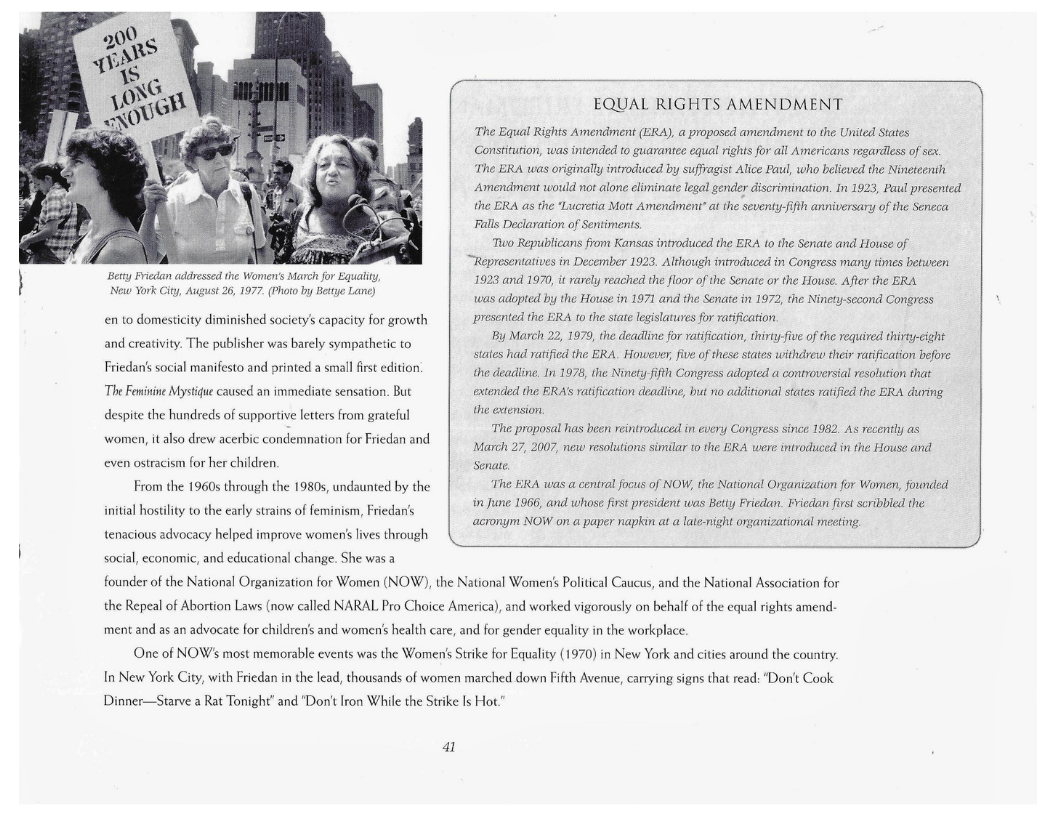 200
YEARS
IS
LONG
ENOUGH
Betty Friedan addressed the Women's March for Equality,
New York City, August 26, 1977. (Photo by Bettye Lane)
en to domesticity diminished society's capacity for growth
and creativity. The publisher was barely sympathetic to
Friedan's social manifesto and printed a small first edition.
The Feminine Mystique caused an immediate sensation. But
despite the hundreds of supportive letters from grateful
women, it also drew acerbic condemnation for Friedan and
even ostracism for her children.
From the 1960s through the 1980s, undaunted by the
initial hostility to the early strains of feminism, Friedan's
tenacious advocacy helped improve women's lives through
social, economic, and educational change. She was a
founder of the National Organization for Women (NOW), the National Women's Political Caucus, and the National Association for
the Repeal of Abortion Laws (now called NARAL Pro Choice America), and worked vigorously on behalf of the equal rights amend-
ment and as an advocate for children's and women's health care, and for gender equality in the workplace.
One of NOW's most memorable events was the Women's Strike for Equality (1970) in New York and cities around the country.
In New York City, with Friedan in the lead, thousands of women marched down Fifth Avenue, carrying signs that read: "Don't Cook
Dinner—Starve a Rat Tonight" and "Don't Iron While the Strike Is Hot."
EQUAL RIGHTS AMENDMENT
The Equal Rights Amendment (ERA), a proposed amendment to the United States
Constitution, was intended to guarantee equal rights for all Americans regardless of sex.
The ERA was originally introduced by suffragist Alice Paul, who believed the Nineteenth
Amendment would not alone eliminate legal gender discrimination. In 1923, Paul presented
the ERA as the "Lucretia Mott Amendment" at the seventy-fifth anniversary of the Seneca
Falls Declaration of Sentiments.
Two Republicans from Kansas introduced the ERA to the Senate and House of
Representatives in December 1923. Although introduced in Congress many times between
1923 and 1970, it rarely reached the floor of the Senate or the House. After the ERA
was adopted by the House in 1971 and the Senate in 1972, the Ninety-second Congress
presented the ERA to the state legislatures for ratification.
By March 22, 1979, the deadline for ratification, thirty-five of the required thirty-eight
states had ratified the ERA. However, five of these states withdrew their ratification before
the deadline. In 1978, the Ninety-fifth Congress adopted a controversial resolution that
extended the ERA's ratification deadline, but no additional states ratified the ERA during
the extension.
The proposal has been reintroduced in every Congress since 1982. As recently as
March 27, 2007, new resolutions similar to the ERA were introduced in the House and
Senate.
The ERA was a central focus of NOW, the National Organization for Women, founded
in June 1966, and whose first president was Betty Friedan. Friedan first scribbled the
acronym NOW on a paper napkin at a late-night organizational meeting.
41